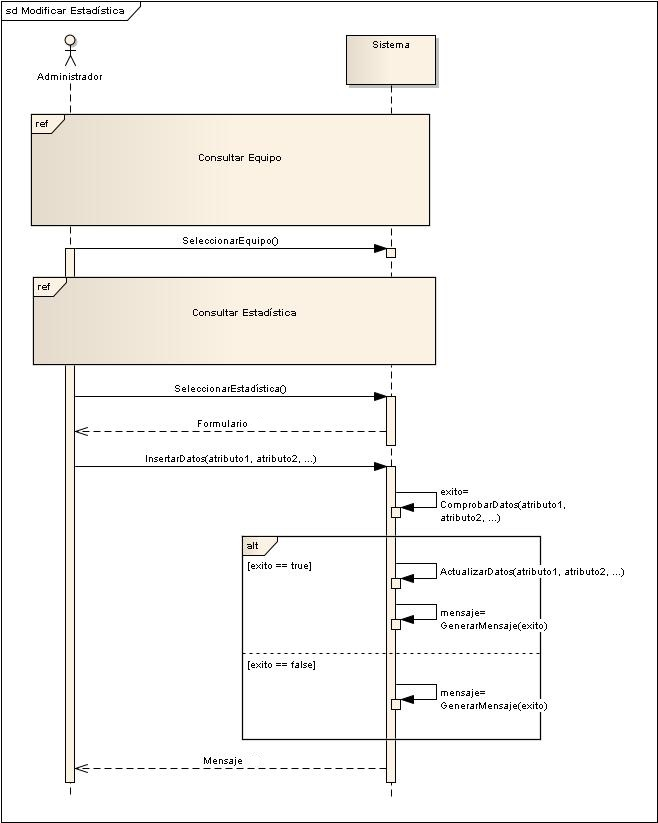 sd Modificar Estadística
Sistema
Administrador
ref
Consultar Equipo
SeleccionarEquipo()
ref
Consultar Estadística
SeleccionarEstadística()
Formulario
InsertarDatos(atributo1, atributo2, ...)
exito=
ComprobarDatos(atributo1,
atributo2, ...)
alt
[exito == true]
ActualizarDatos(atributo1, atributo2, ...)
mensaje=
GenerarMensaje(exito)
[exito == false]
mensaje=
GenerarMensaje(exito)
Mensaje